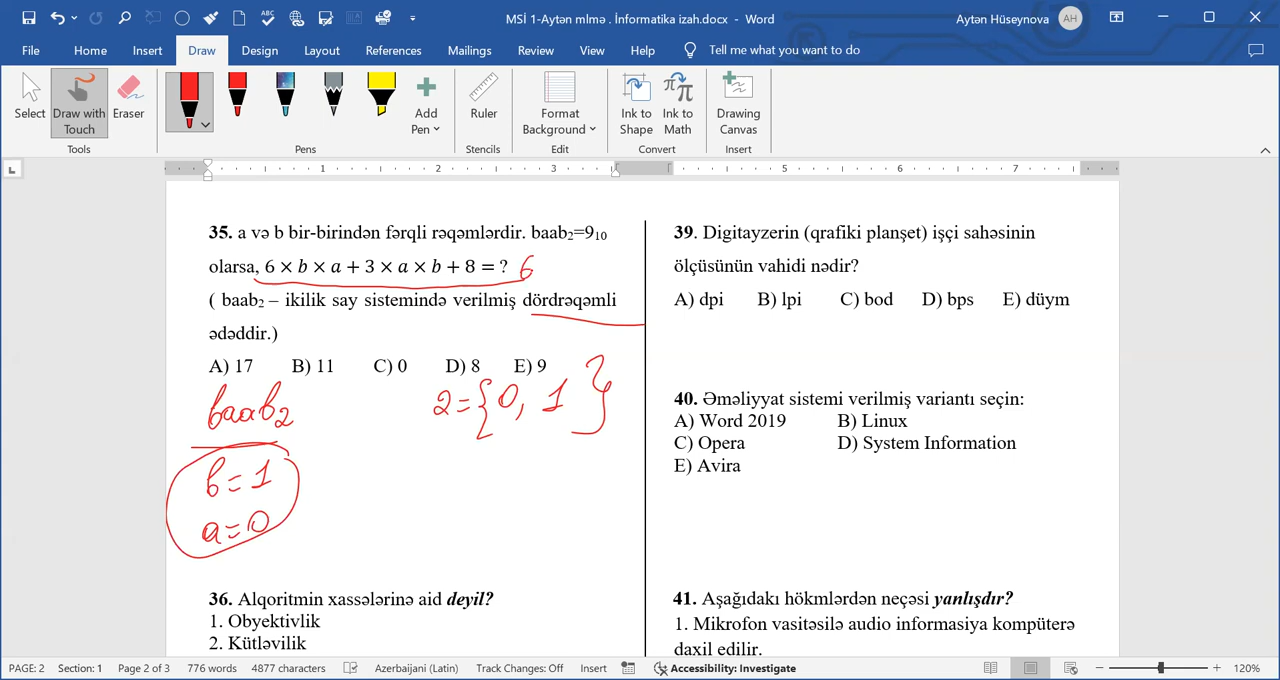 MSİ 1-Aytən mlmə . İnformatika izah.docx - Word
Aytən Hüseynova
AH
File Home Insert Draw Design Layout References Mailings Review View Help Tell me what you want to do
Select
Draw with Touch
Eraser
Add Pen
Ruler
Format Background
Ink to Shape
Ink to Math
Drawing Canvas
Tools Pens Stencils Edit Convert Insert
1 2 3 5 6 7
35. a və b bir-birindən fərqli rəqəmlərdir. baab₂=9₁₀
olarsa, 6 × b × a + 3 × a × b + 8 = ? 6
( baab₂ – ikilik say sistemində verilmiş dördrəqəmli
ədəddir.)
A) 17 B) 11 C) 0 D) 8 E) 9
baab₂ 2={0, 1}
b=1
a=0
36. Alqoritmin xassələrinə aid deyil?
1. Obyektivlik
2. Kütləvilik
39. Digitayzerin (qrafiki planşet) işçi sahəsinin
ölçüsünün vahidi nədir?
A) dpi B) lpi C) bod D) bps E) düym
40. Əməliyyat sistemi verilmiş variantı seçin:
A) Word 2019 B) Linux
C) Opera D) System Information
E) Avira
41. Aşağıdakı hökmlərdən neçəsi yanlışdır?
1. Mikrofon vasitəsilə audio informasiya kompüterə
daxil edilir.
PAGE: 2 Section: 1 Page 2 of 3 776 words 4877 characters Azerbaijani (Latin) Track Changes: Off Insert Accessibility: Investigate 120%